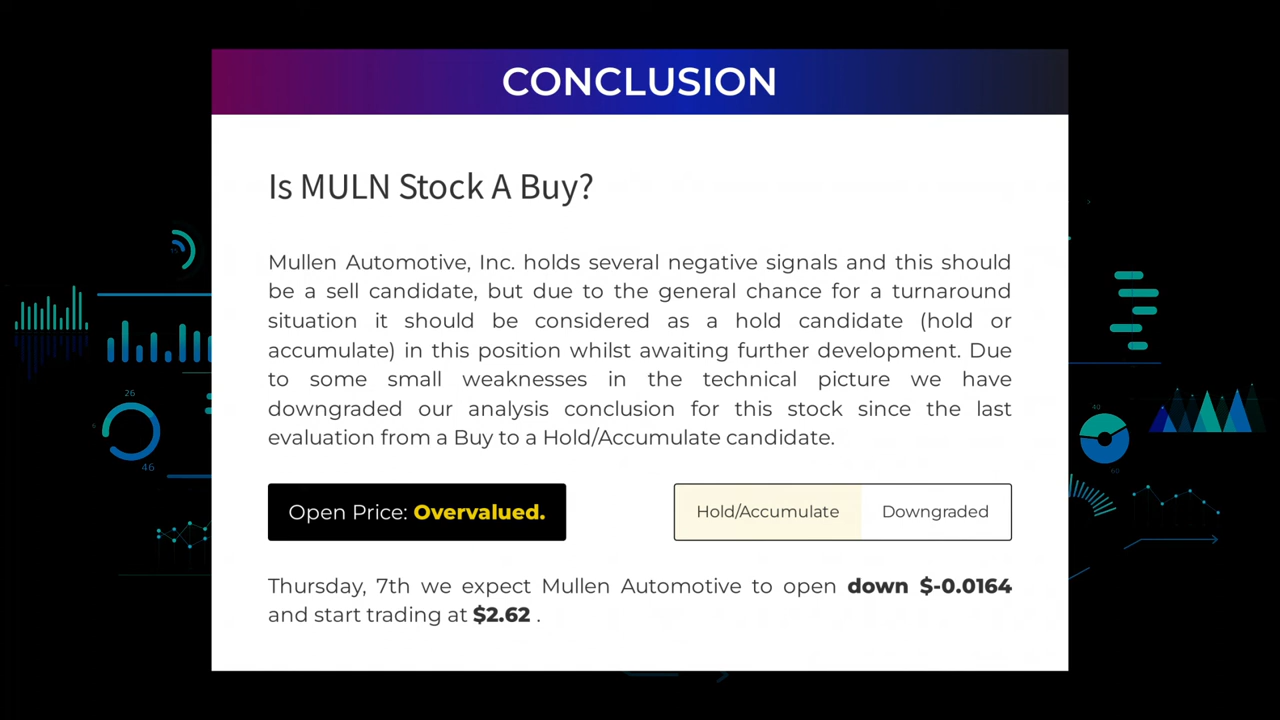 CONCLUSION
Is MULN Stock A Buy?
Mullen Automotive, Inc. holds several negative signals and this should
be a sell candidate, but due to the general chance for a turnaround
situation it should be considered as a hold candidate (hold or
accumulate) in this position whilst awaiting further development. Due
to some small weaknesses in the technical picture we have
downgraded our analysis conclusion for this stock since the last
evaluation from a Buy to a Hold/Accumulate candidate.
Open Price: Overvalued.
Hold/Accumulate Downgraded
Thursday, 7th we expect Mullen Automotive to open down $-0.0164
and start trading at $2.62 .
26
46
40
60